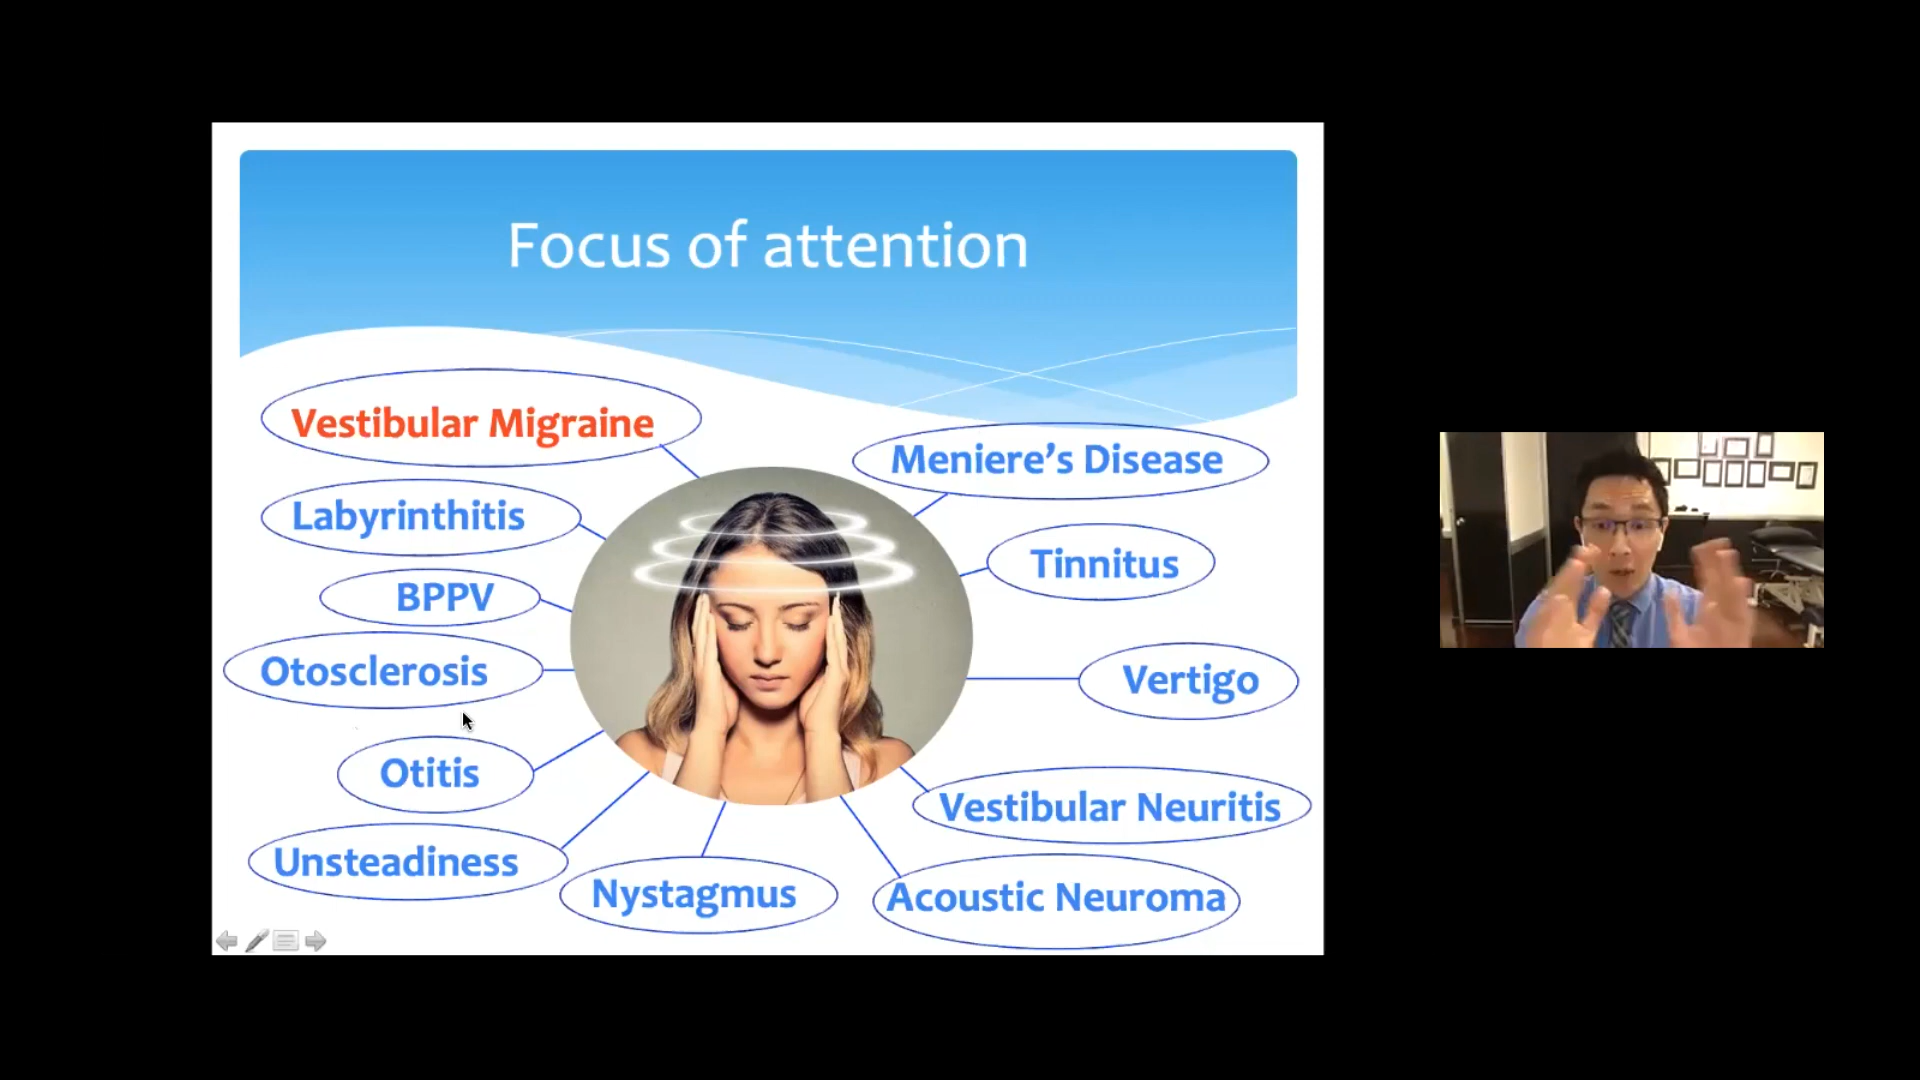 Focus of attention
Vestibular Migraine
Meniere’s Disease
Labyrinthitis
Tinnitus
BPPV
Otosclerosis
Vertigo
Otitis
Vestibular Neuritis
Unsteadiness
Nystagmus
Acoustic Neuroma